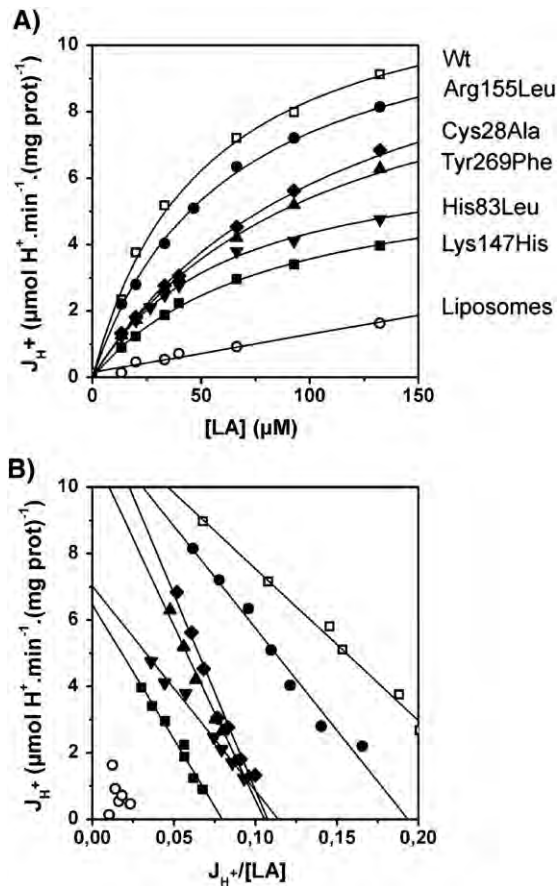 A)
10
8
6
4
2
0
J_H+ (µmol H⁺.min⁻¹.(mg prot)⁻¹)
0
50
100
150
[LA] (µM)
Wt
Arg155Leu
Cys28Ala
Tyr269Phe
His83Leu
Lys147His
Liposomes
B)
10
8
6
4
2
0
J_H+ (µmol H⁺.min⁻¹.(mg prot)⁻¹)
0,00
0,05
0,10
0,15
0,20
J_H+/[LA]